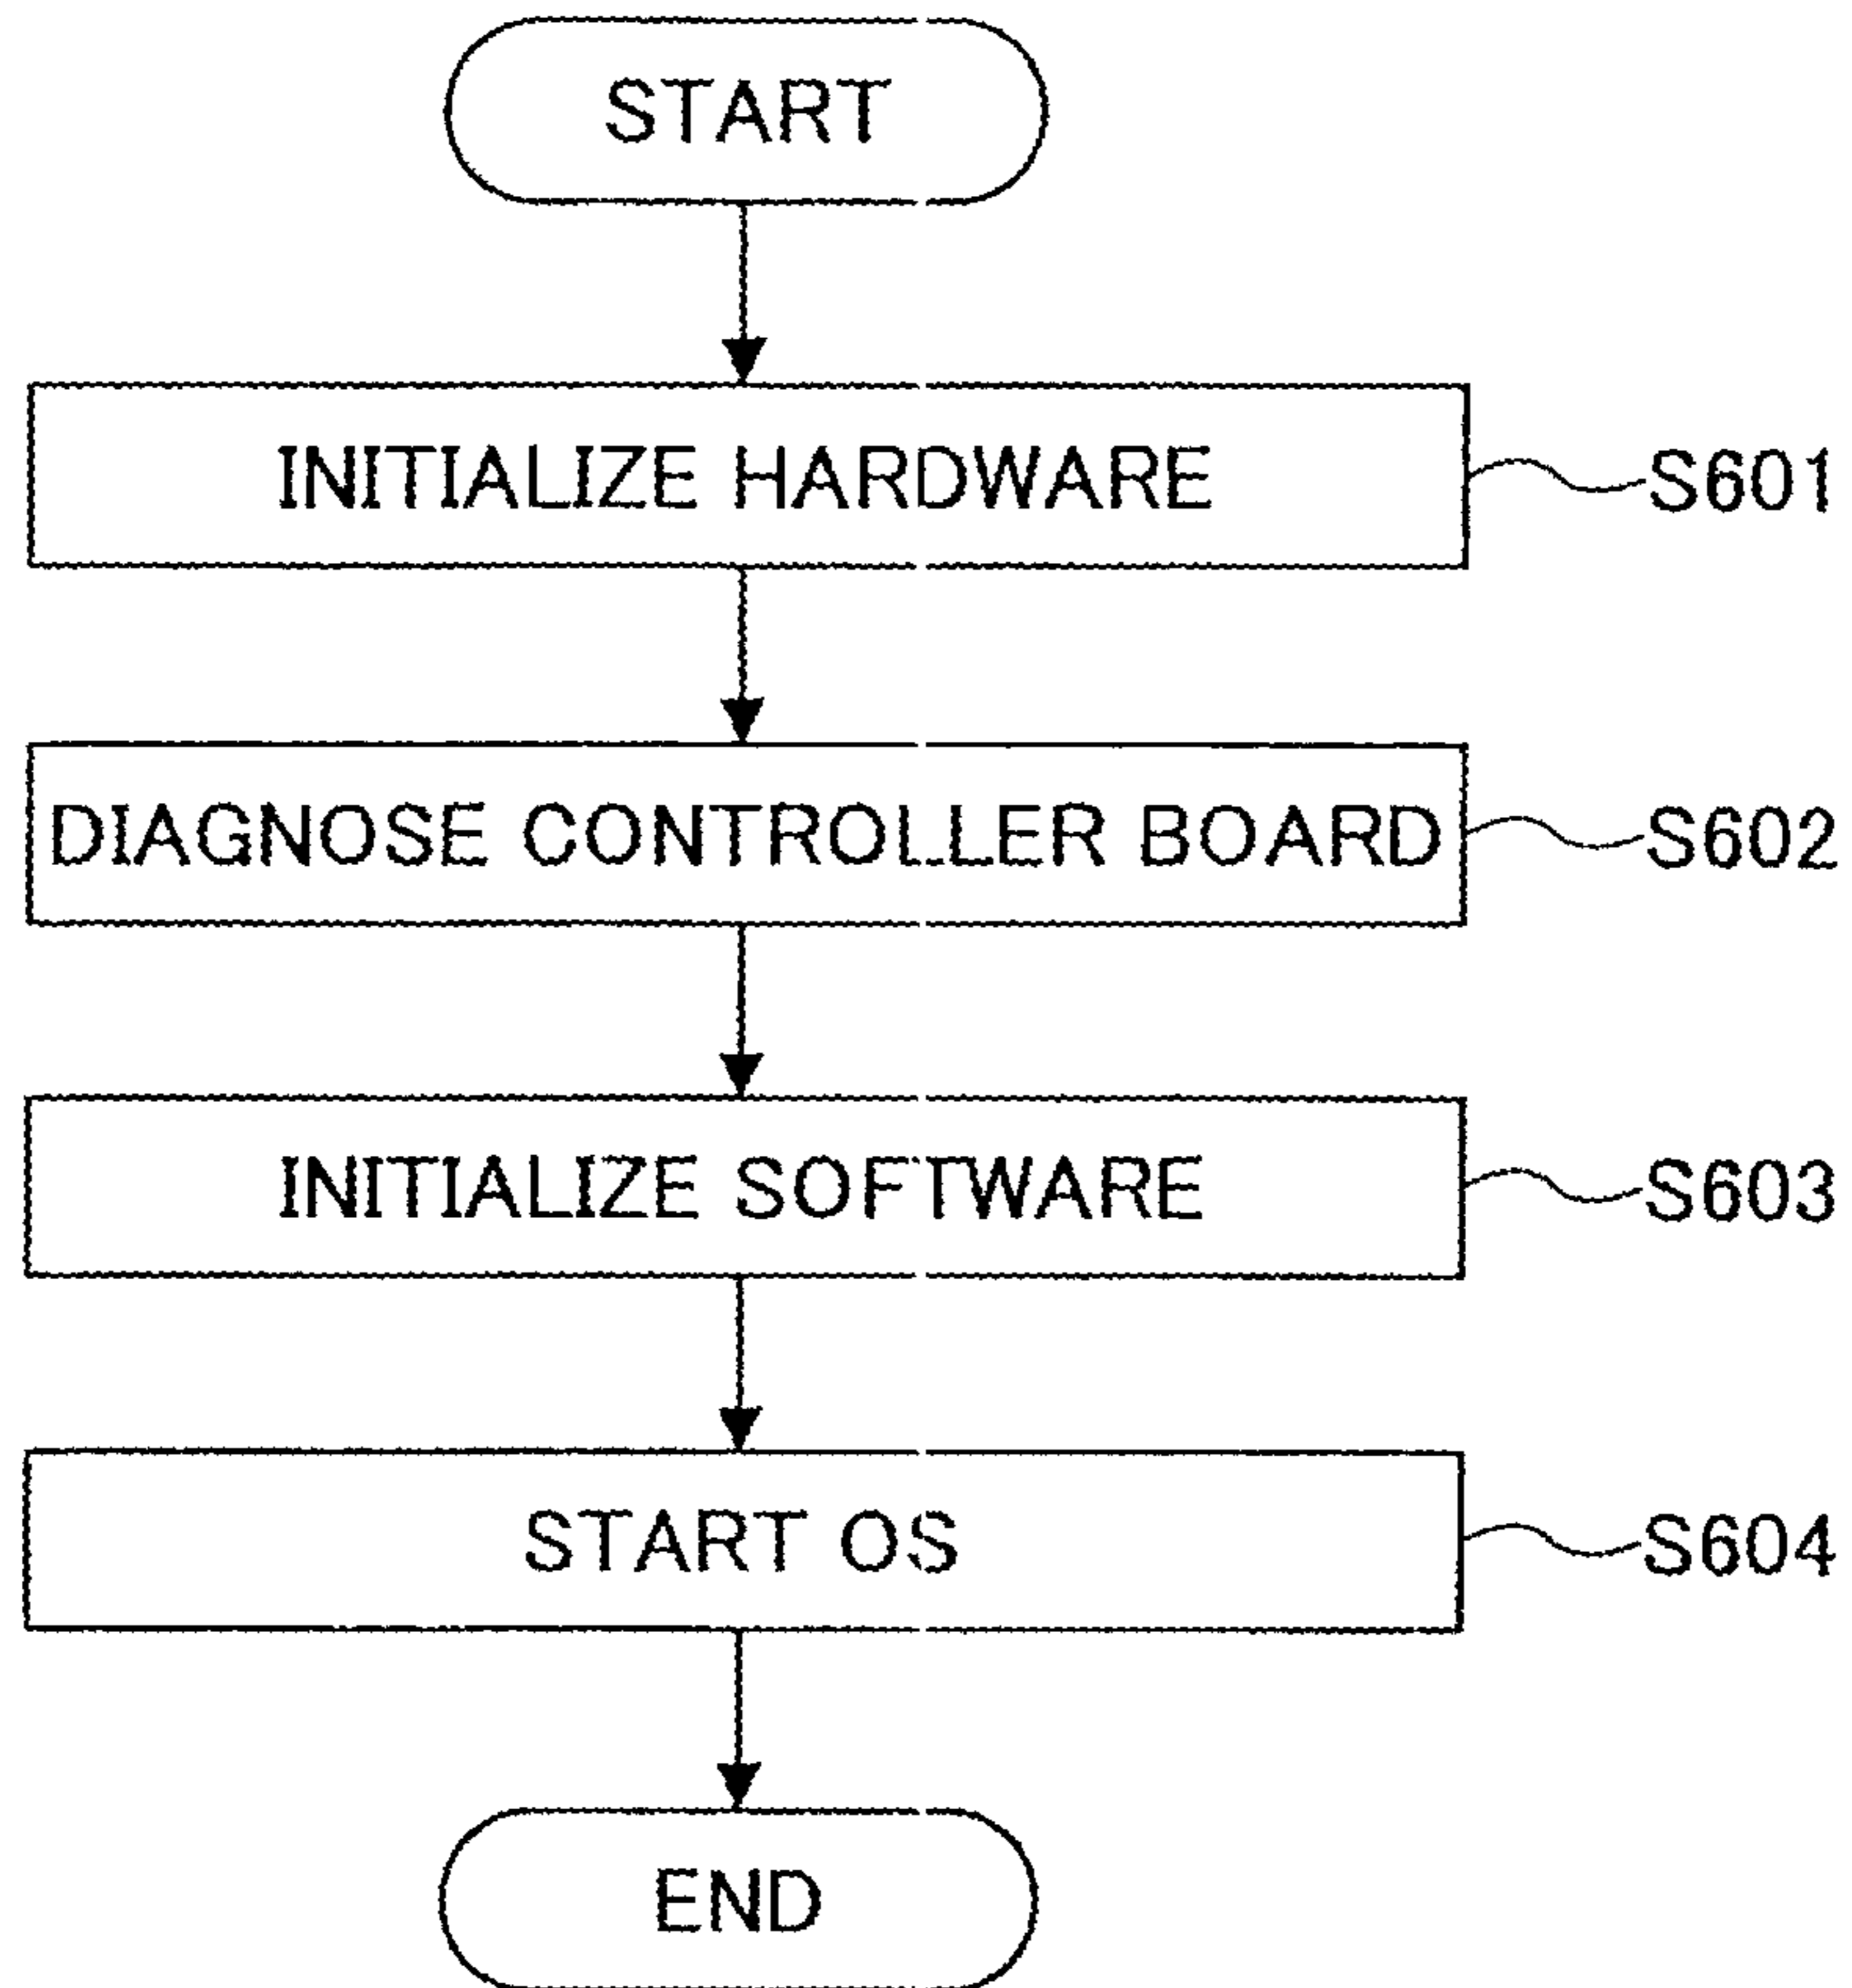 START
INITIALIZE HARDWARE
S601
DIAGNOSE CONTROLLER BOARD
S602
INITIALIZE SOFTWARE
S603
START OS
S604
END